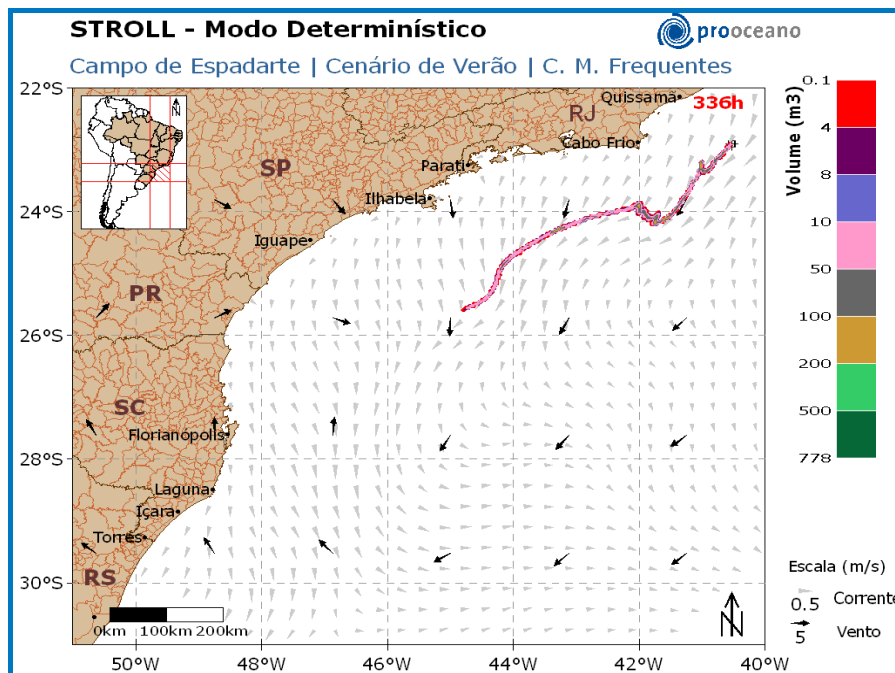 STROLL - Modo Determinístico
prooceano
Campo de Espadarte | Cenário de Verão | C. M. Frequentes
22°S
24°S
26°S
28°S
30°S
50°W
48°W
46°W
44°W
42°W
40°W
336h
Quissamã
RJ
Cabo Frio
Parati
SP
Ilhabela
Iguape
PR
SC
Florianópolis
Laguna
Içara
Torres
RS
0km 100km 200km
N
N
Volume (m3)
0.1
4
8
10
50
100
200
500
778
Escala (m/s)
0.5 Corrente
5 Vento